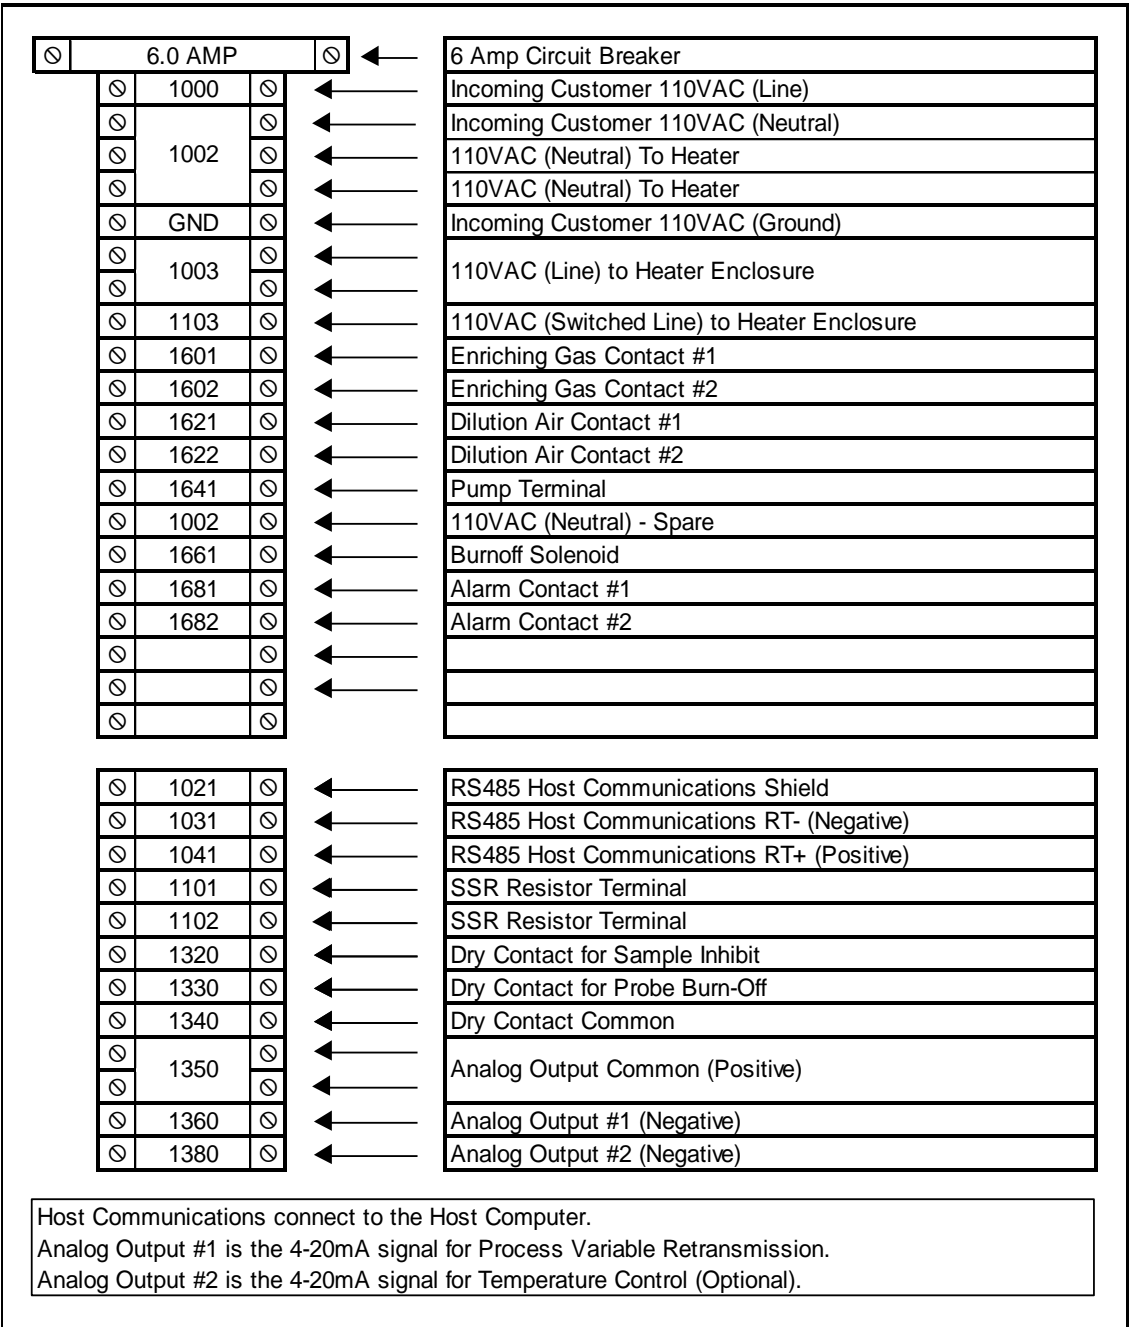 6.0 AMP 6 Amp Circuit Breaker
1000 Incoming Customer 110VAC (Line)
Incoming Customer 110VAC (Neutral)
1002 110VAC (Neutral) To Heater
110VAC (Neutral) To Heater
GND Incoming Customer 110VAC (Ground)
1003 110VAC (Line) to Heater Enclosure
1103 110VAC (Switched Line) to Heater Enclosure
1601 Enriching Gas Contact #1
1602 Enriching Gas Contact #2
1621 Dilution Air Contact #1
1622 Dilution Air Contact #2
1641 Pump Terminal
1002 110VAC (Neutral) - Spare
1661 Burnoff Solenoid
1681 Alarm Contact #1
1682 Alarm Contact #2
1021 RS485 Host Communications Shield
1031 RS485 Host Communications RT- (Negative)
1041 RS485 Host Communications RT+ (Positive)
1101 SSR Resistor Terminal
1102 SSR Resistor Terminal
1320 Dry Contact for Sample Inhibit
1330 Dry Contact for Probe Burn-Off
1340 Dry Contact Common
1350 Analog Output Common (Positive)
1360 Analog Output #1 (Negative)
1380 Analog Output #2 (Negative)
Host Communications connect to the Host Computer.
Analog Output #1 is the 4-20mA signal for Process Variable Retransmission.
Analog Output #2 is the 4-20mA signal for Temperature Control (Optional).